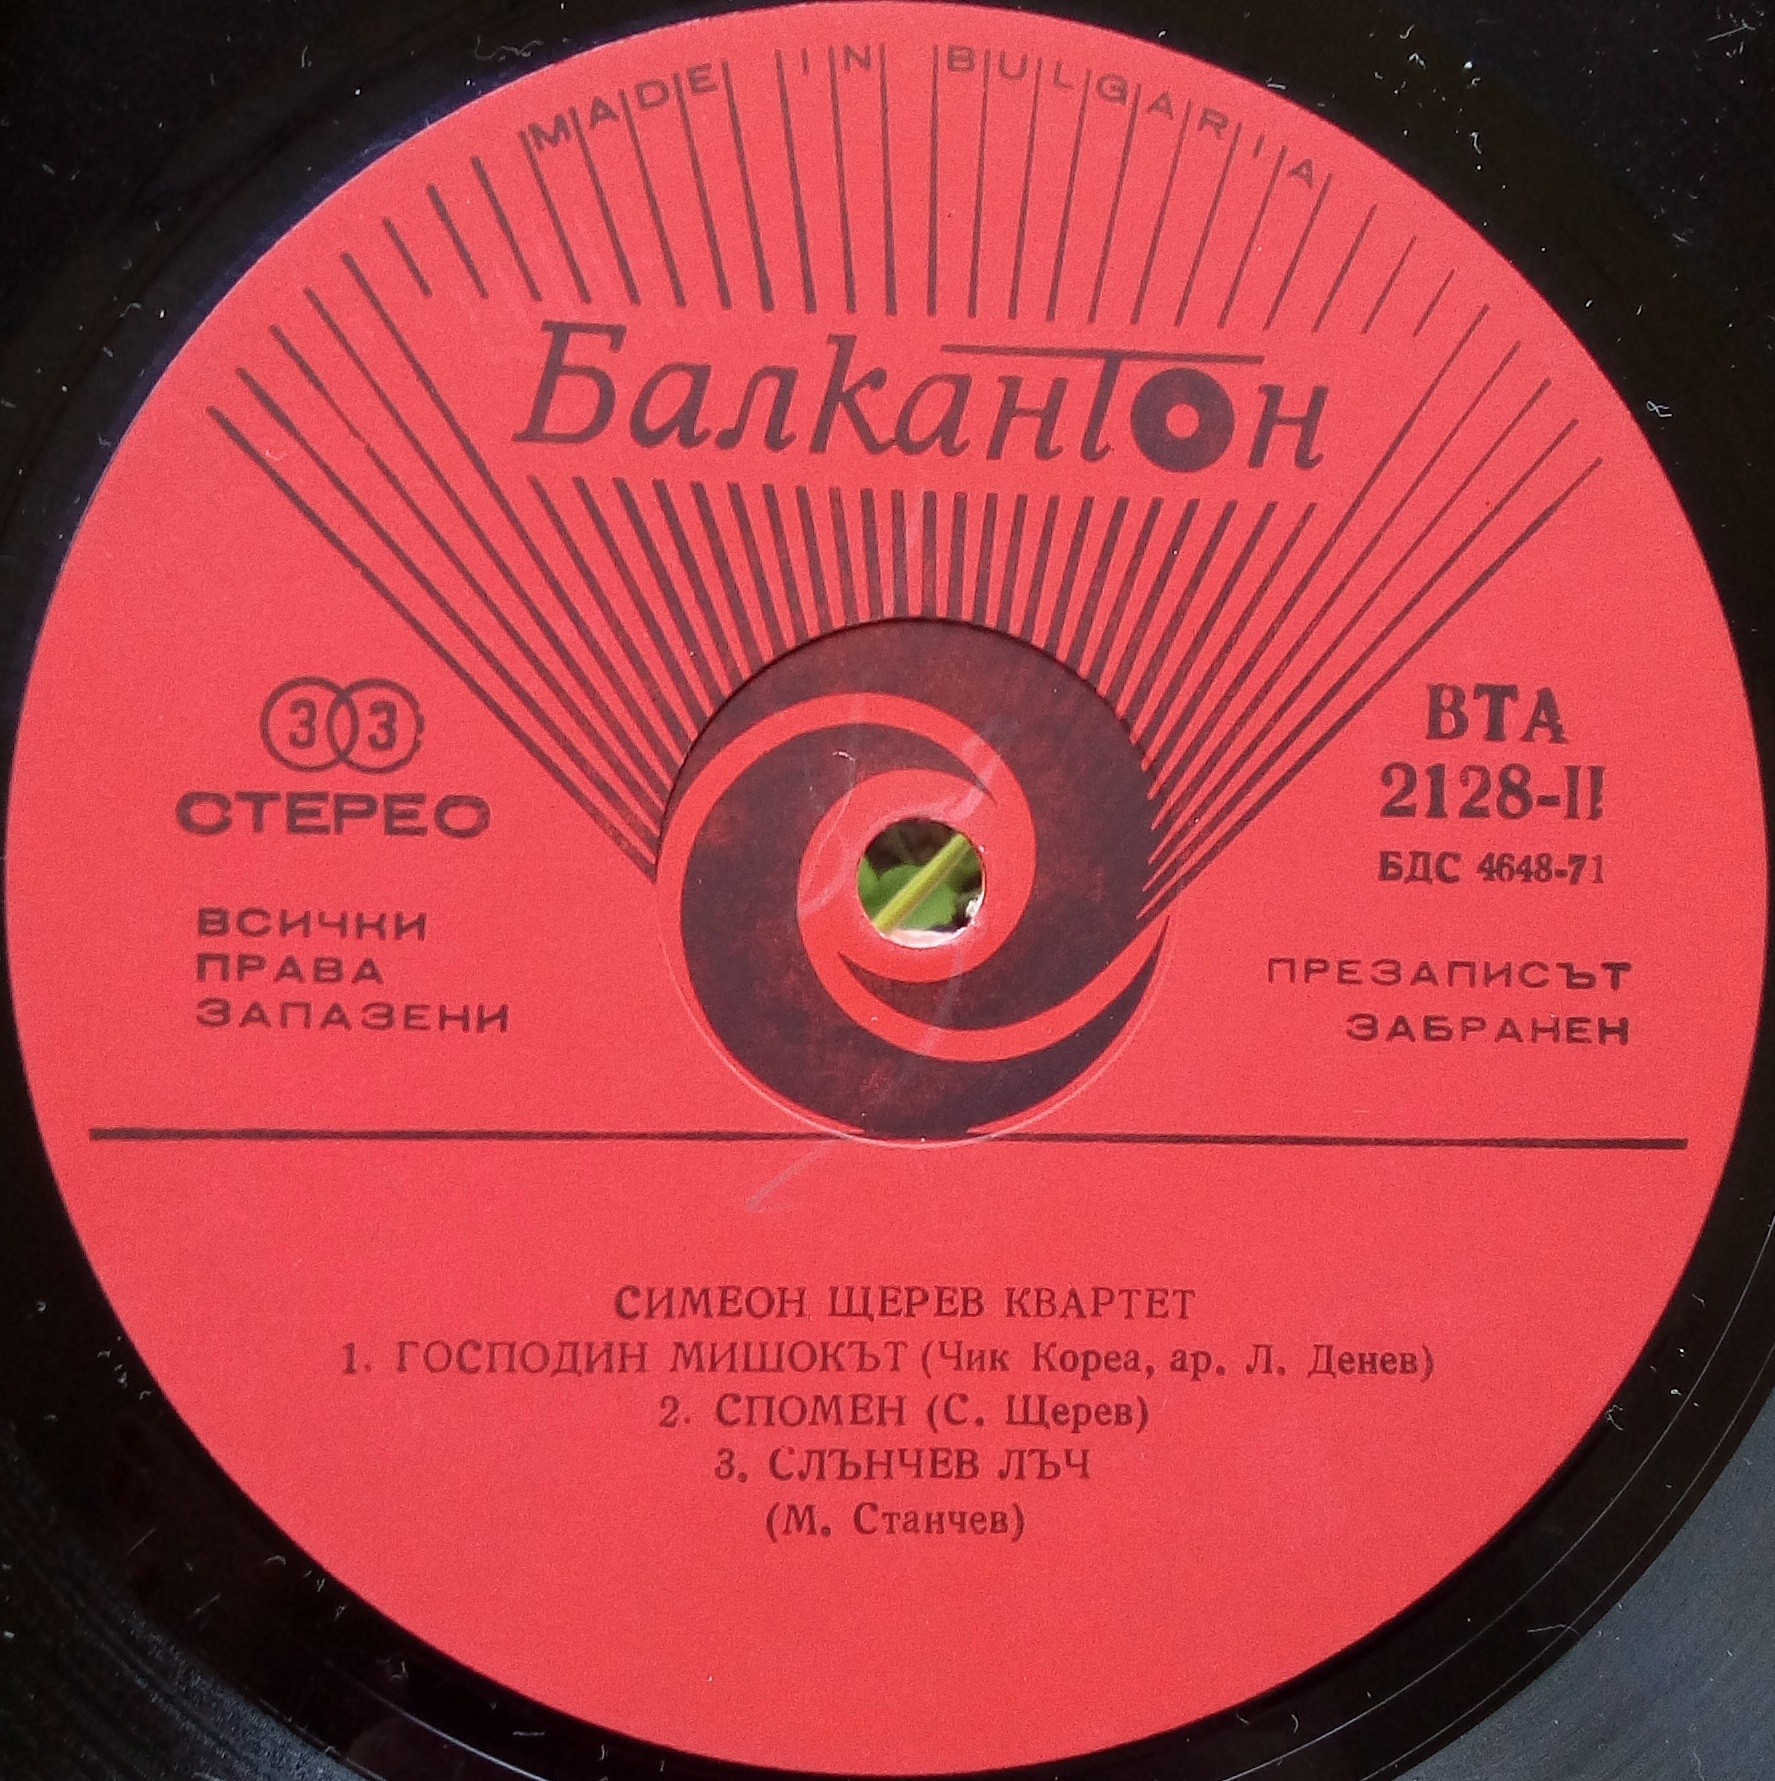 MADE IN BULGARIA
Балкантон
33
СТЕРЕО
ВСИЧКИ
ПРАВА
ЗАПАЗЕНИ
ВТА
2128-II
БДС 4648-71
ПРЕЗАПИСЪТ
ЗАБРАНЕН
СИМЕОН ЩЕРЕВ КВАРТЕТ
1. ГОСПОДИН МИШОКЪТ (Чик Кореа, ар. Л. Денев)
2. СПОМЕН (С. Щерев)
3. СЛЪНЧЕВ ЛЪЧ
(М. Станчев)